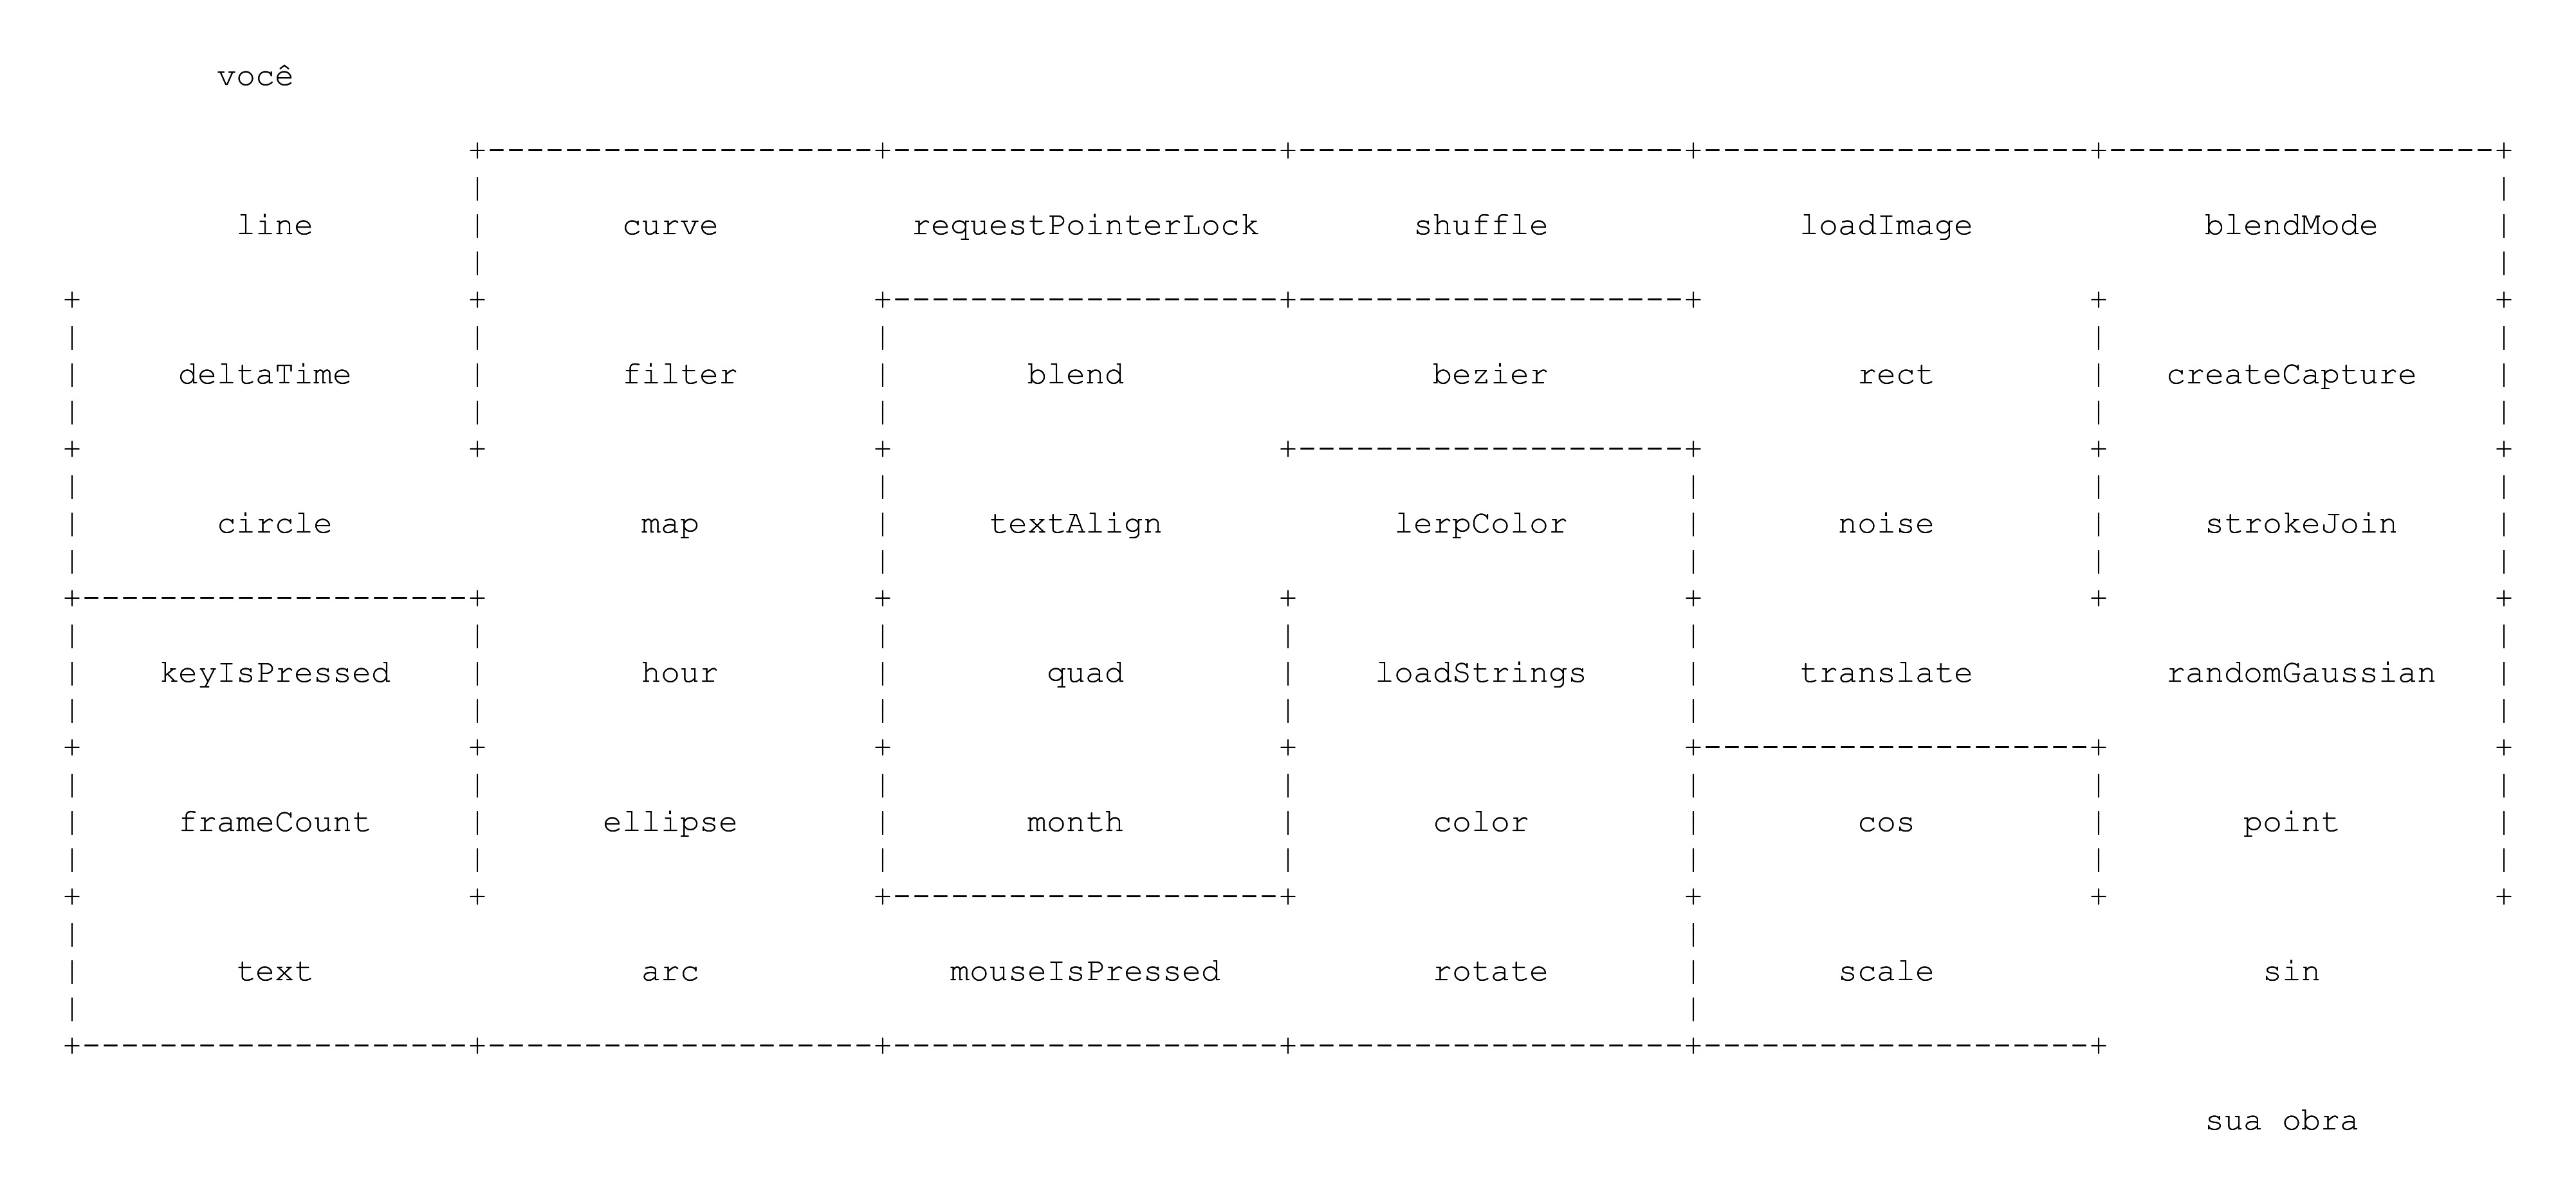 você
line curve requestPointerLock shuffle loadImage blendMode
deltaTime filter blend bezier rect createCapture
circle map textAlign lerpColor noise strokeJoin
keyIsPressed hour quad loadStrings translate randomGaussian
frameCount ellipse month color cos point
text arc mouseIsPressed rotate scale sin
sua obra